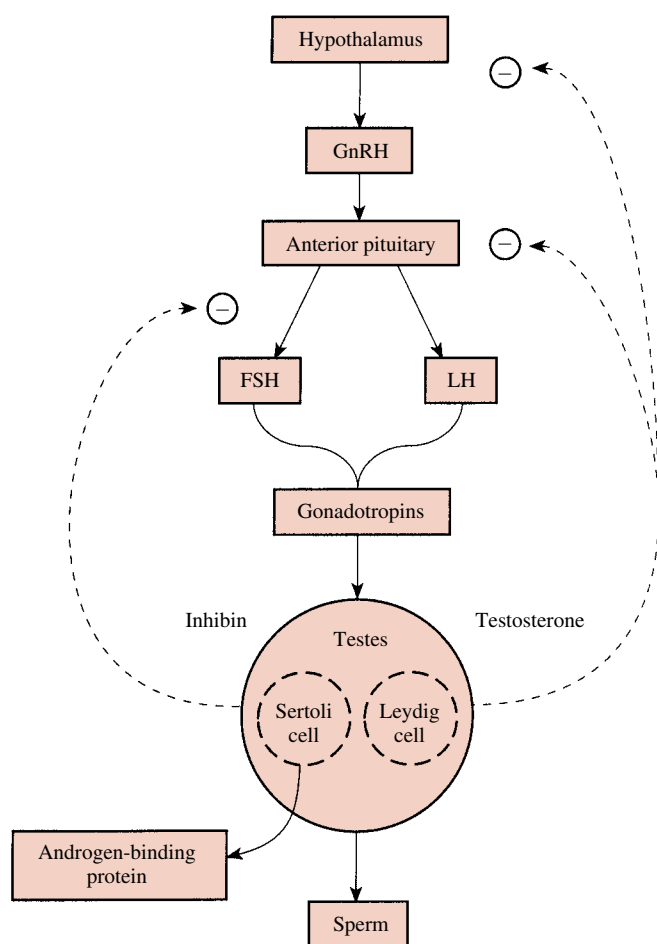 Hypothalamus
−
GnRH
Anterior pituitary
−
−
FSH
LH
Gonadotropins
Inhibin
Testosterone
Testes
Sertoli
cell
Leydig
cell
Androgen-binding
protein
Sperm